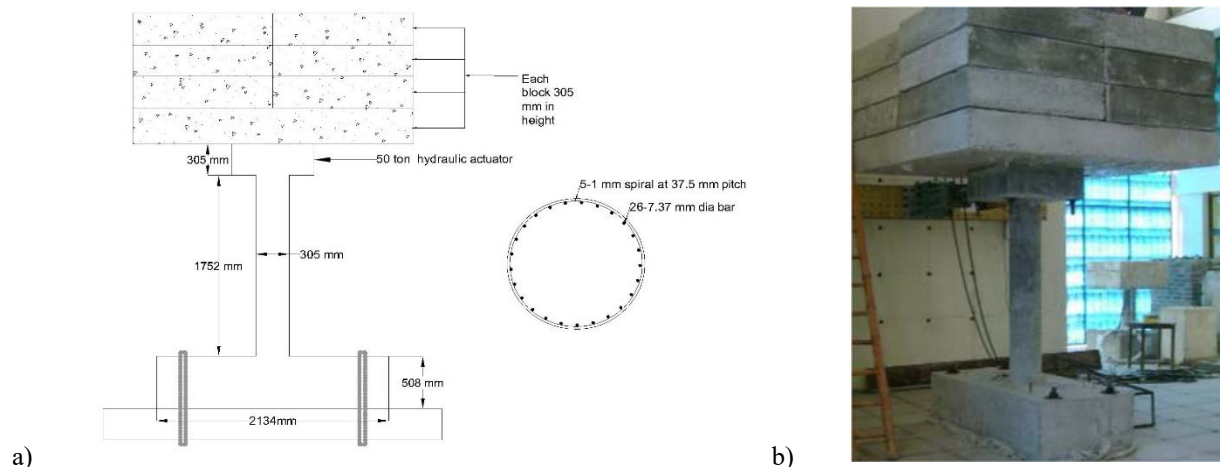 Each
block 305
mm in
height
305 mm
50 ton hydraulic actuator
5-1 mm spiral at 37.5 mm pitch
26-7.37 mm dia bar
1752 mm
305 mm
508 mm
2134mm
a)
b)